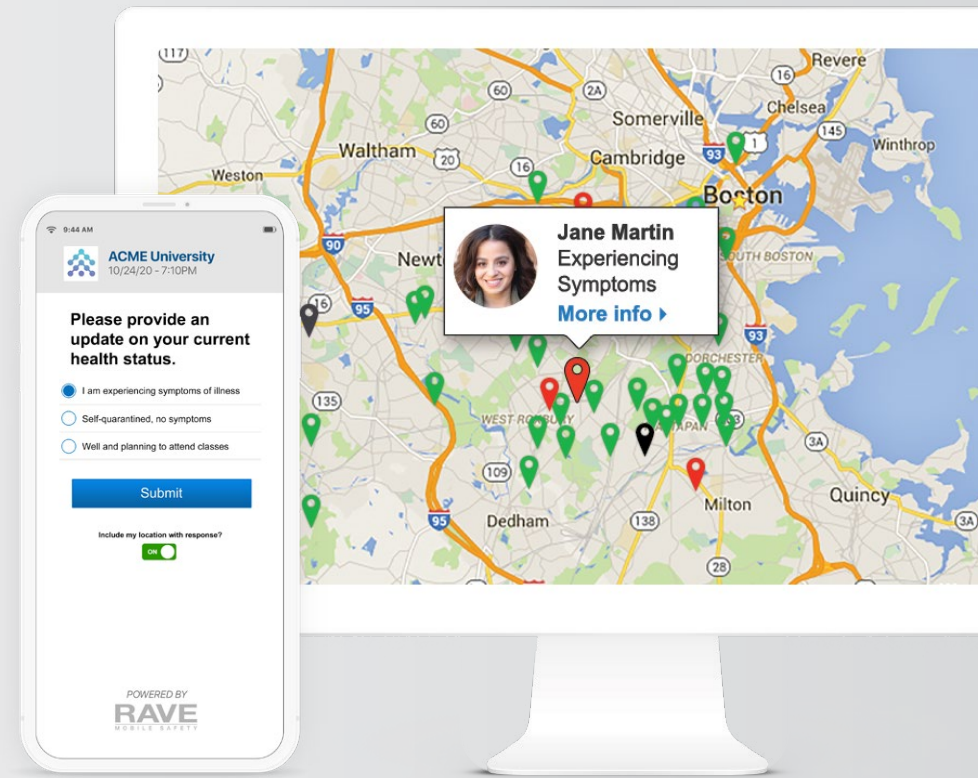 9:44 AM
ACME University
10/24/20 - 7:10PM
Please provide an
update on your current
health status.
I am experiencing symptoms of illness
Self-quarantined, no symptoms
Well and planning to attend classes
Submit
Include my location with response?
ON
POWERED BY
RAVE
MOBILE SAFETY
117
Revere
16
60
2A
Chelsea
Somerville
60
145
Waltham
20
Cambridge
93
1
Winthrop
16
Weston
Boston
Jane Martin
Experiencing
Symptoms
More info
90
Newt
OUTH BOSTON
16
95
93
DORCHESTER
135
WEST ROXBURY
3A
109
Milton
Quincy
95
Dedham
138
3A
28